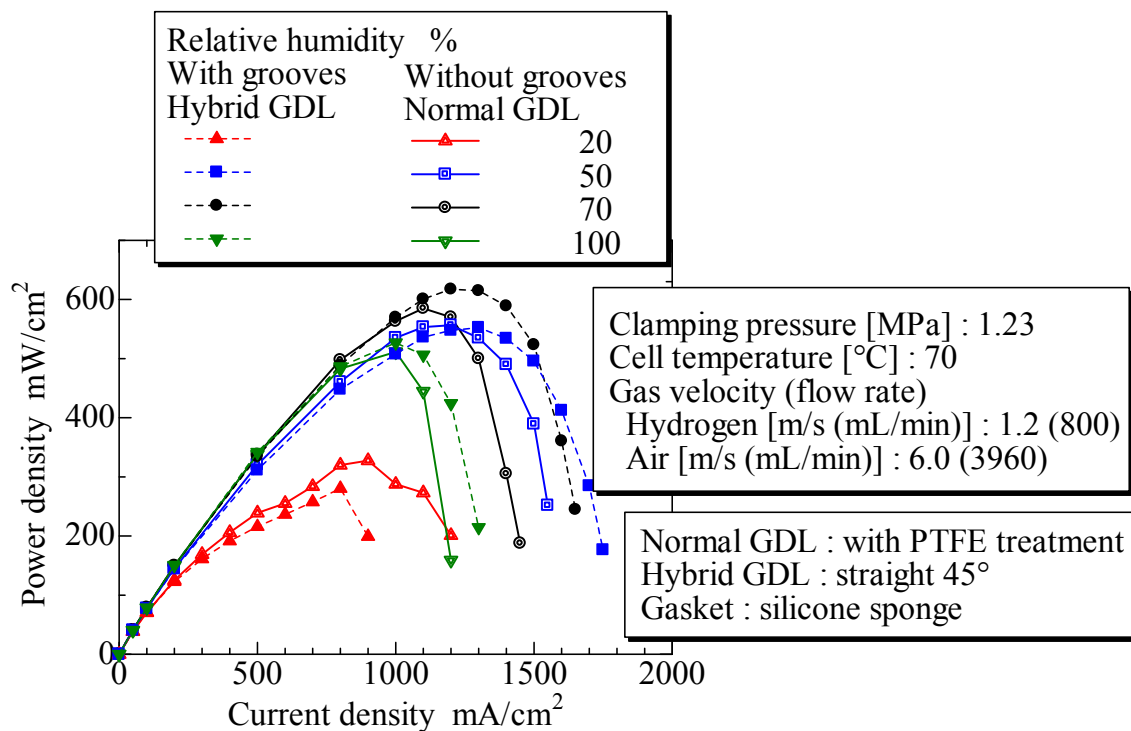 Relative humidity %
With grooves Without grooves
Hybrid GDL Normal GDL
20
50
70
100
600
400
200
0
Power density mW/cm²
0 500 1000 1500 2000
Current density mA/cm²
Clamping pressure [MPa] : 1.23
Cell temperature [°C] : 70
Gas velocity (flow rate)
Hydrogen [m/s (mL/min)] : 1.2 (800)
Air [m/s (mL/min)] : 6.0 (3960)
Normal GDL : with PTFE treatment
Hybrid GDL : straight 45°
Gasket : silicone sponge